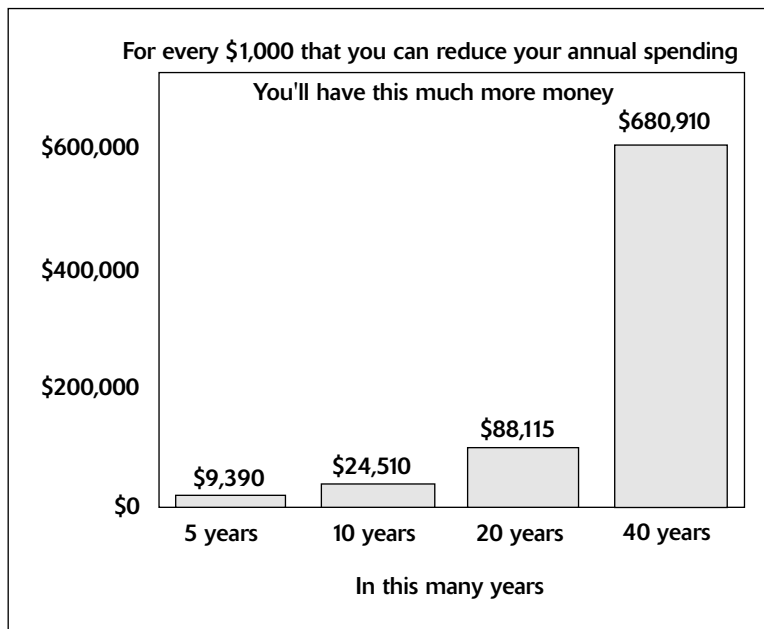 For every $1,000 that you can reduce your annual spending
You'll have this much more money
$680,910
$600,000
$400,000
$200,000
$88,115
$24,510
$9,390
$0
5 years
10 years
20 years
40 years
In this many years